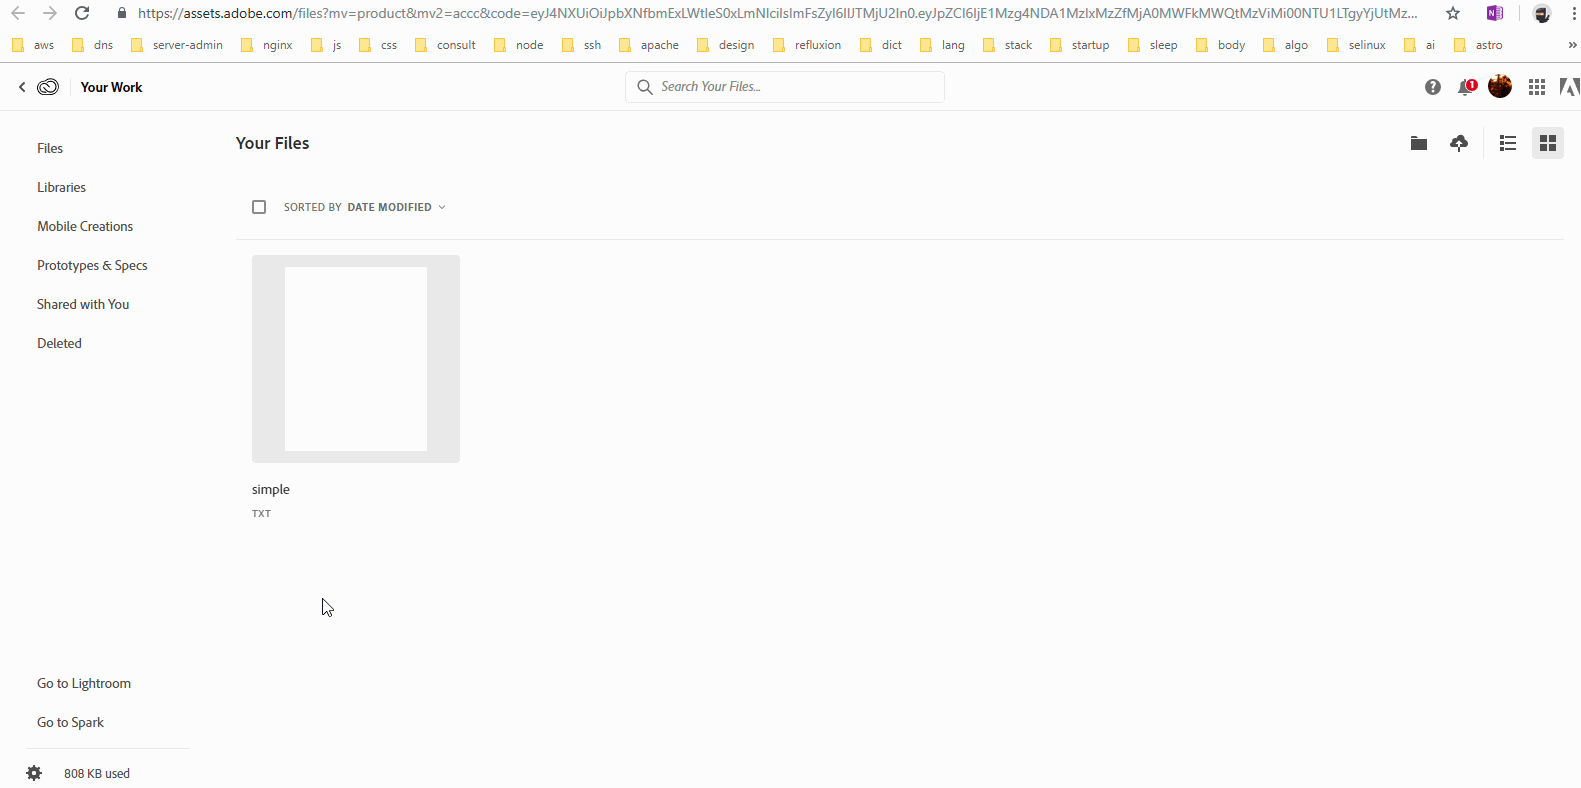 https://assets.adobe.com/files?mv=product&mv2=accc&code=eyJ4NXUiOiJpbXNfbmExLWtleS0xLmNlciIsImFsZyI6IlJTMjU2In0.eyJpZCI6IjE1Mzg4NDA1MzIxMzZfMjA0MWFkMWQtMzViMi00NTU1LTgyYjUtMz...
aws dns server-admin nginx js css consult node ssh apache design refluxion dict lang stack startup sleep body algo selinux ai astro »
Your Work Search Your Files... 1
Your Files
Files
Libraries
Mobile Creations
Prototypes & Specs
Shared with You
Deleted
SORTED BY DATE MODIFIED
simple
TXT
Go to Lightroom
Go to Spark
808 KB used